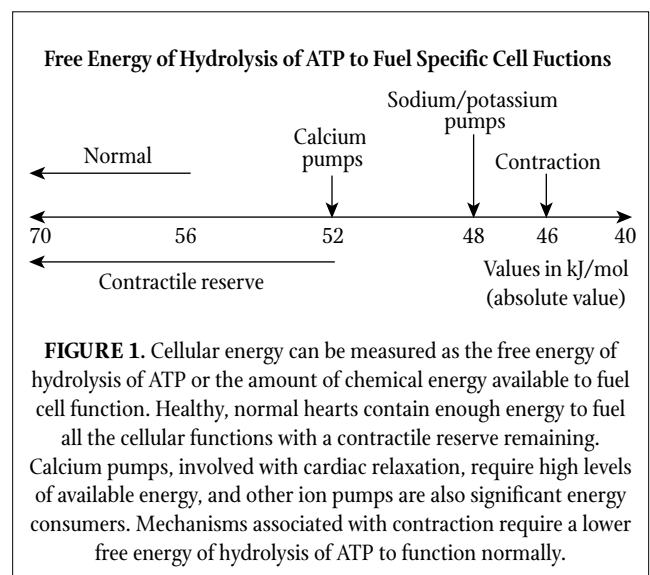 Free Energy of Hydrolysis of ATP to Fuel Specific Cell Fuctions
Sodium/potassium
pumps
Calcium
pumps
Normal
Contraction
70 56 52 48 46 40
Contractile reserve
Values in kJ/mol
(absolute value)
FIGURE 1. Cellular energy can be measured as the free energy of
hydrolysis of ATP or the amount of chemical energy available to fuel
cell function. Healthy, normal hearts contain enough energy to fuel
all the cellular functions with a contractile reserve remaining.
Calcium pumps, involved with cardiac relaxation, require high levels
of available energy, and other ion pumps are also significant energy
consumers. Mechanisms associated with contraction require a lower
free energy of hydrolysis of ATP to function normally.